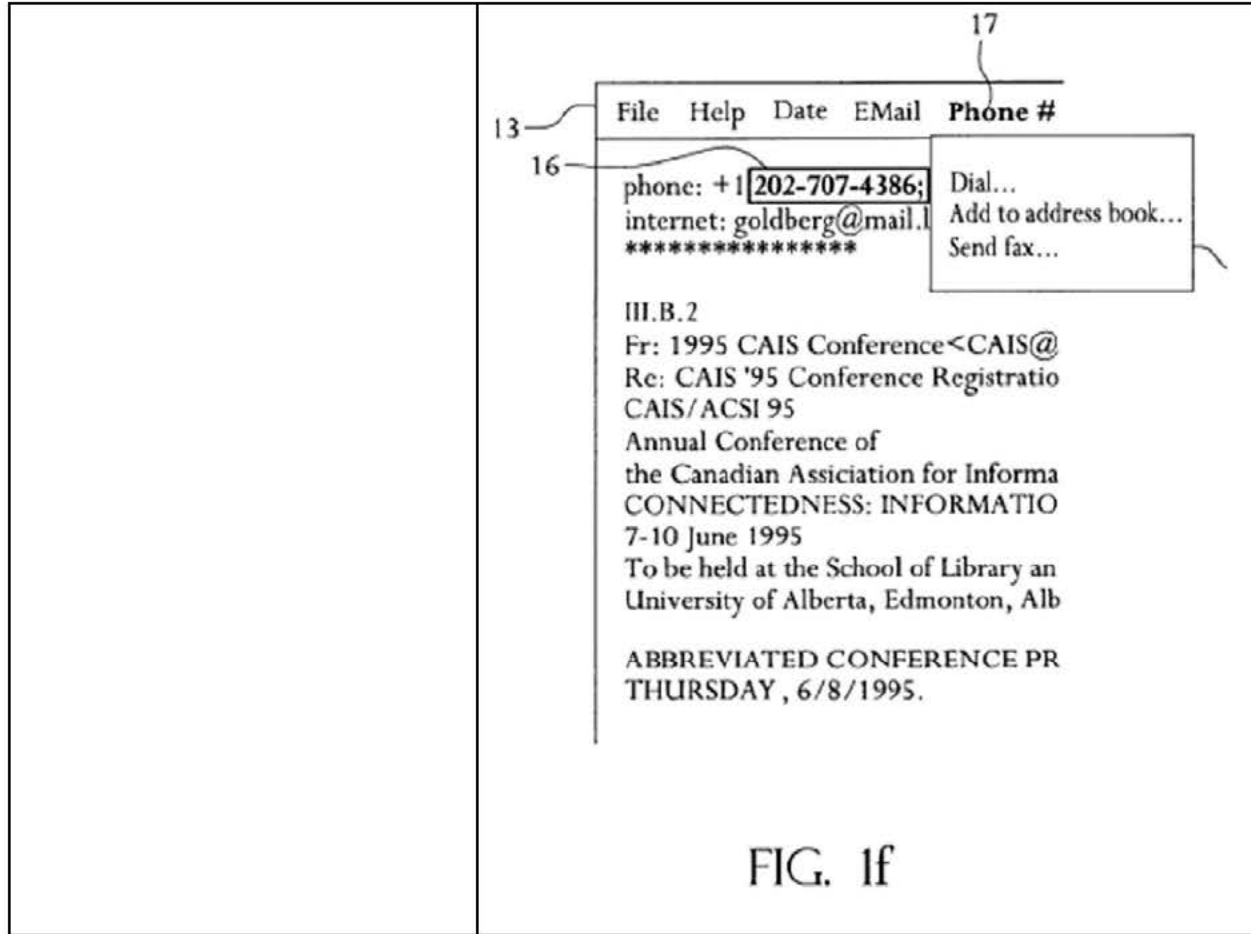 17
13
File Help Date EMail Phone #
16
phone: +1 202-707-4386;
Dial...
internet: goldberg@mail.l
Add to address book...
****************
Send fax...
III.B.2
Fr: 1995 CAIS Conference<CAIS@
Re: CAIS '95 Conference Registratio
CAIS/ACSI 95
Annual Conference of
the Canadian Assiciation for Informa
CONNECTEDNESS: INFORMATIO
7-10 June 1995
To be held at the School of Library an
University of Alberta, Edmonton, Alb
ABBREVIATED CONFERENCE PR
THURSDAY , 6/8/1995.
FIG. 1f